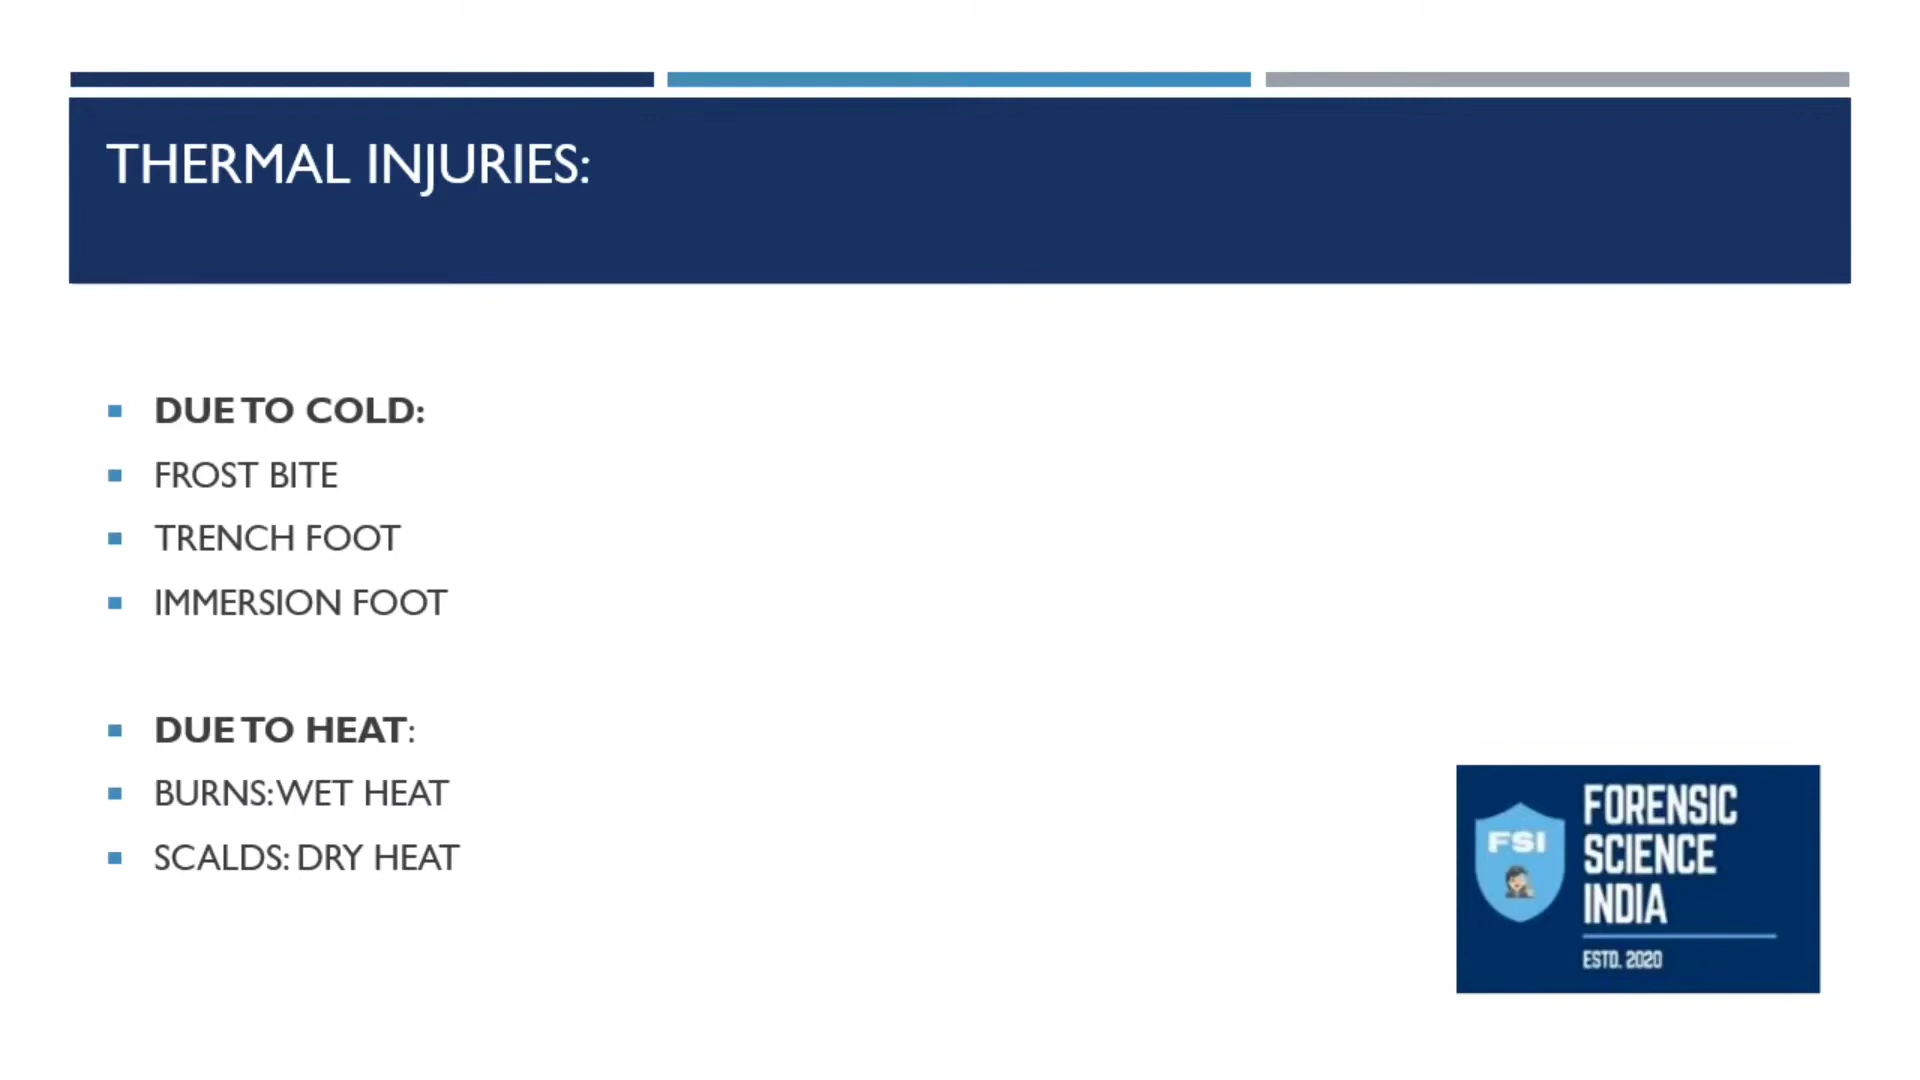 THERMAL INJURIES:
DUE TO COLD:
FROST BITE
TRENCH FOOT
IMMERSION FOOT
DUE TO HEAT:
BURNS: WET HEAT
SCALDS: DRY HEAT
FSI
FORENSIC
SCIENCE
INDIA
ESTD. 2020